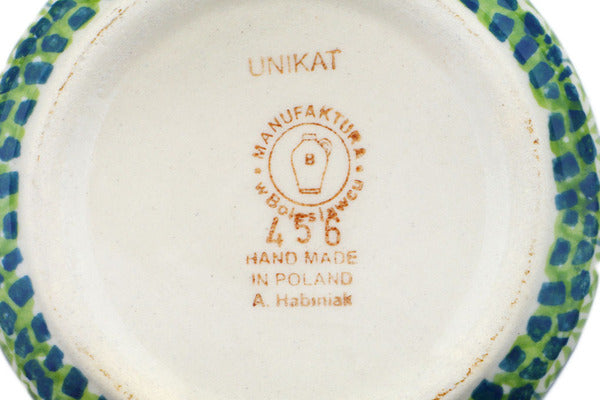 UNIKAT
MANUFAKTURA
w Bolesławcu
B
456
HAND MADE
IN POLAND
A. Habiniak